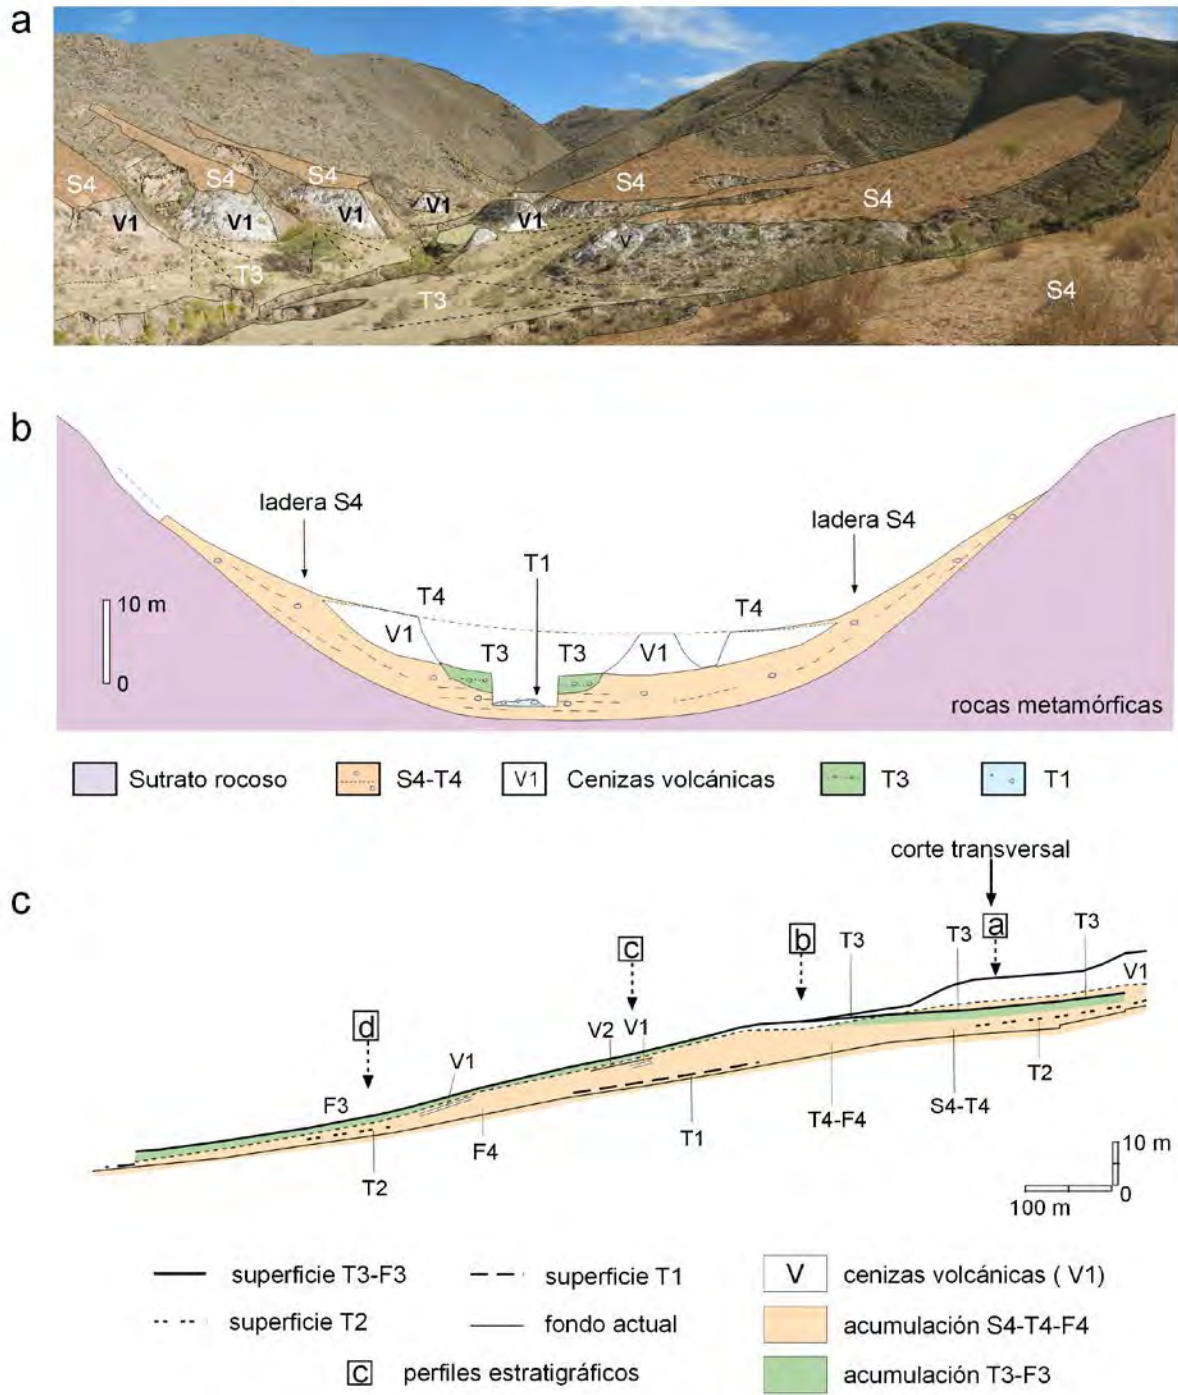 a
S4
S4
S4
S4
S4
S4
V1
V1
V1
V1
V1
V
T3
T3
b
ladera S4
ladera S4
T1
10 m
0
T4
T4
V1
V1
T3
T3
rocas metamórficas
Sutrato rocoso
S4-T4
V1
Cenizas volcánicas
T3
T1
corte transversal
c
a
b
c
d
T3
T3
T3
V1
V2
V1
V1
F3
T2
F4
T1
T4-F4
S4-T4
T2
10 m
0
100 m
superficie T3-F3
superficie T1
V
cenizas volcánicas ( V1)
superficie T2
fondo actual
acumulación S4-T4-F4
c
perfiles estratigráficos
acumulación T3-F3